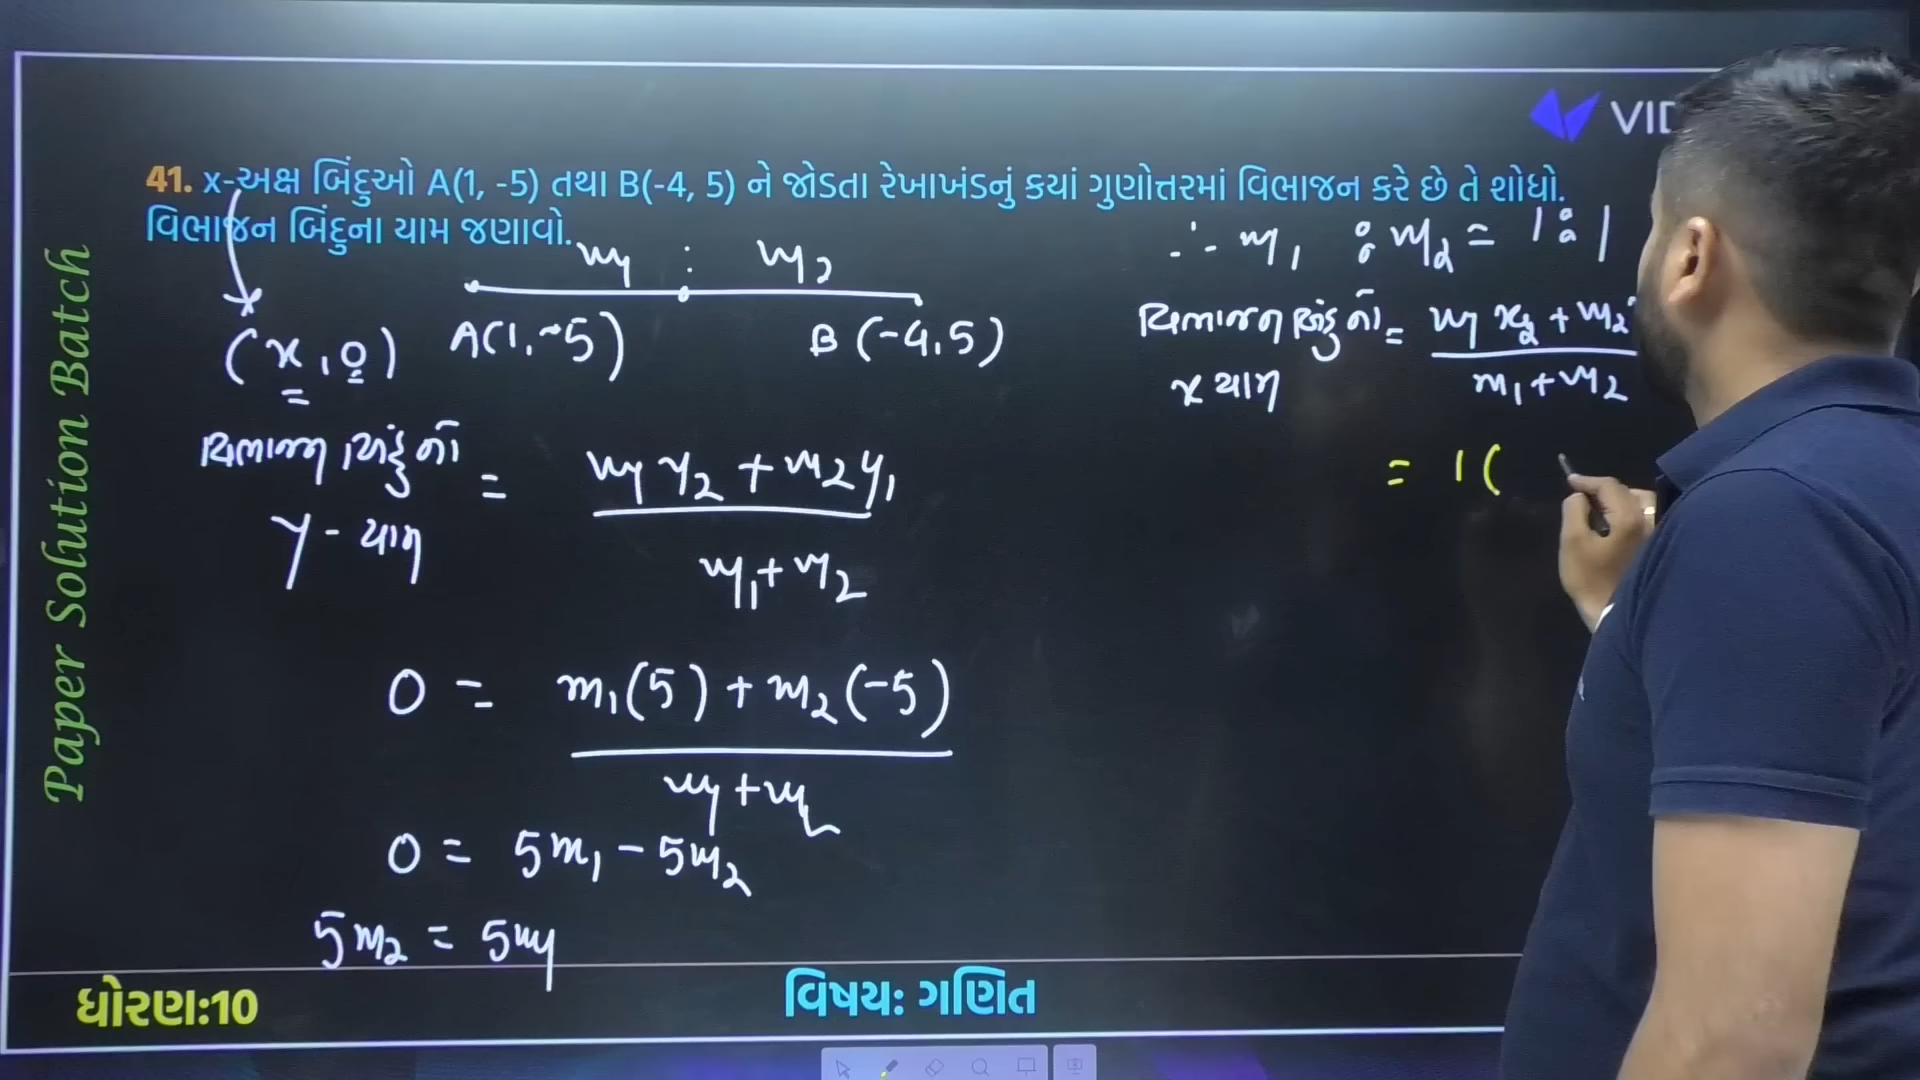 VID
41. x-અક્ષ બિંદુઓ A(1, -5) તથા B(-4, 5) ને જોડતા રેખાખંડનું કયાં ગુણોત્તરમાં વિભાજન કરે છે તે શોધો.
વિભાજન બિંદુના યામ જણાવો.
m₁ : m₂
A(1, -5) B(-4, 5)
(x, 0)
વિભાજન બિંદુનો
y - યામ
= m₁y₂ + m₂y₁
m₁ + m₂
0 = m₁(5) + m₂(-5)
m₁ + m₂
0 = 5m₁ - 5m₂
5m₂ = 5m₁
∴ m₁ : m₂ = 1 : 1
વિભાજન બિંદુનો = m₁x₂ + m₂
x યામ m₁ + m₂
= 1(
Paper Solution Batch
ધોરણ:10
વિષય: ગણિત